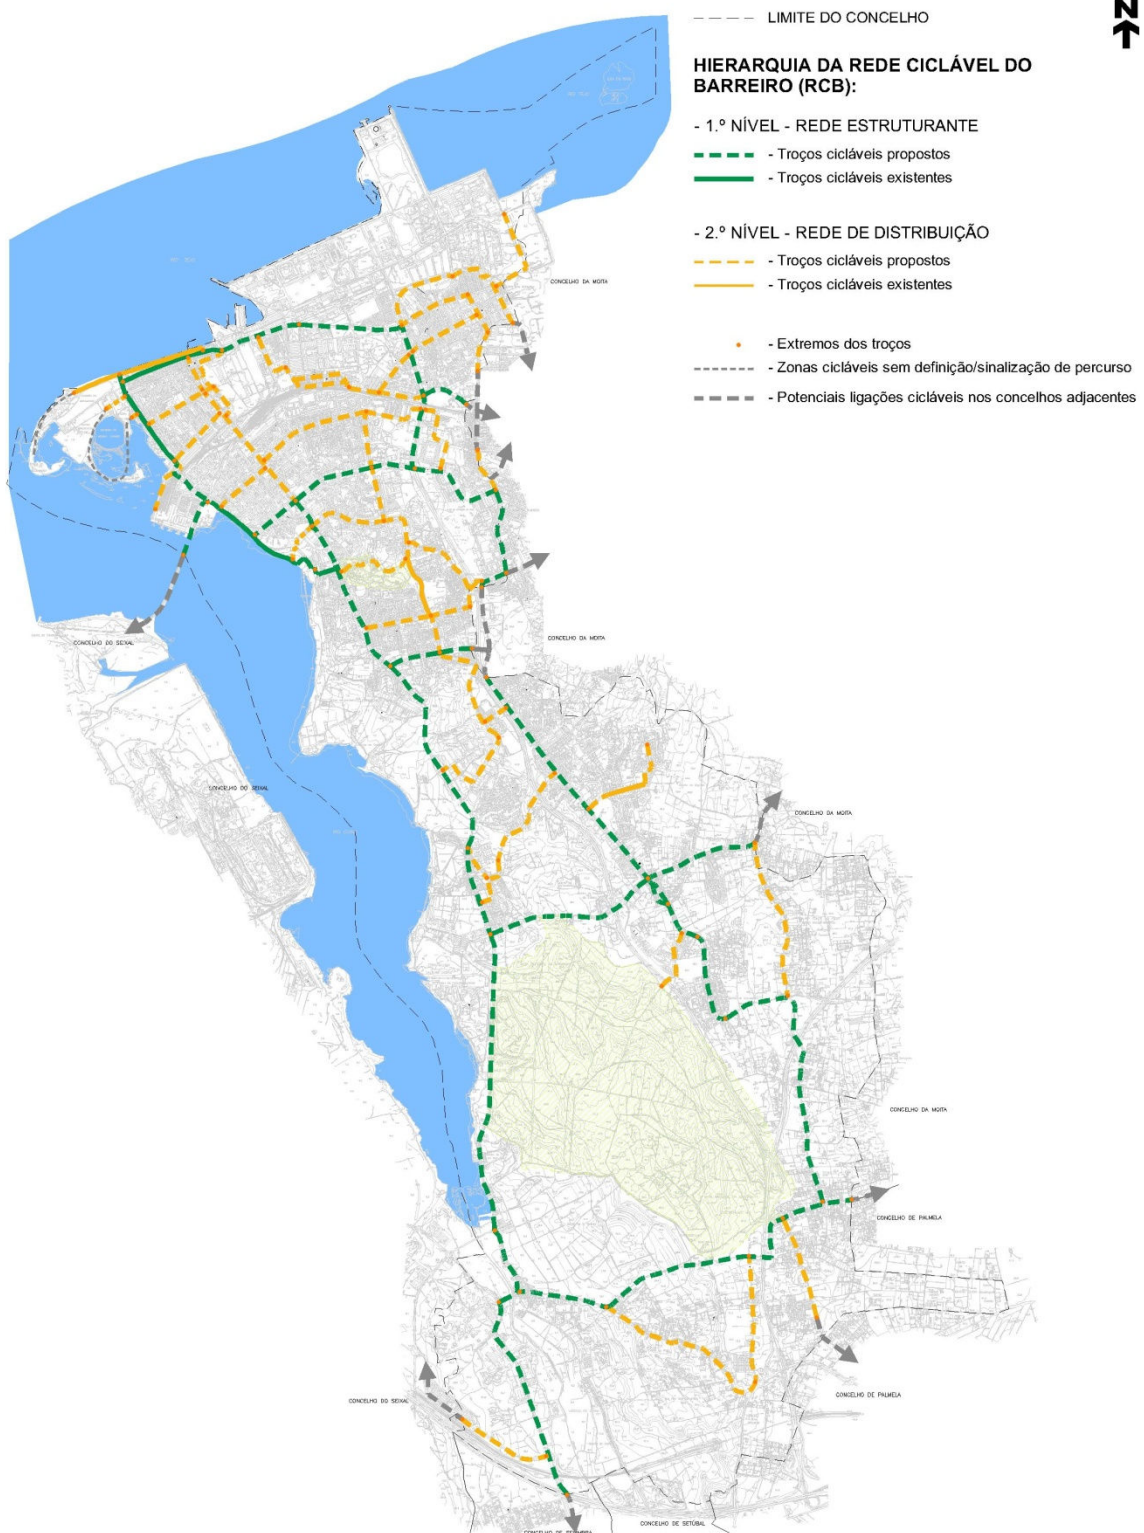 N
LIMITE DO CONCELHO
HIERARQUIA DA REDE CICLÁVEL DO
BARREIRO (RCB):
- 1.º NÍVEL - REDE ESTRUTURANTE
- Troços cicláveis propostos
- Troços cicláveis existentes
- 2.º NÍVEL - REDE DE DISTRIBUIÇÃO
- Troços cicláveis propostos
- Troços cicláveis existentes
- Extremos dos troços
- Zonas cicláveis sem definição/sinalização de percurso
- Potenciais ligações cicláveis nos concelhos adjacentes
CONCELHO DA MOITA
CONCELHO DA MOITA
CONCELHO DO SEIXAL
CONCELHO DO SEIXAL
CONCELHO DA MOITA
CONCELHO DA MOITA
CONCELHO DE PALMELA
CONCELHO DE PALMELA
CONCELHO DO SEIXAL
CONCELHO DE SETÚBAL